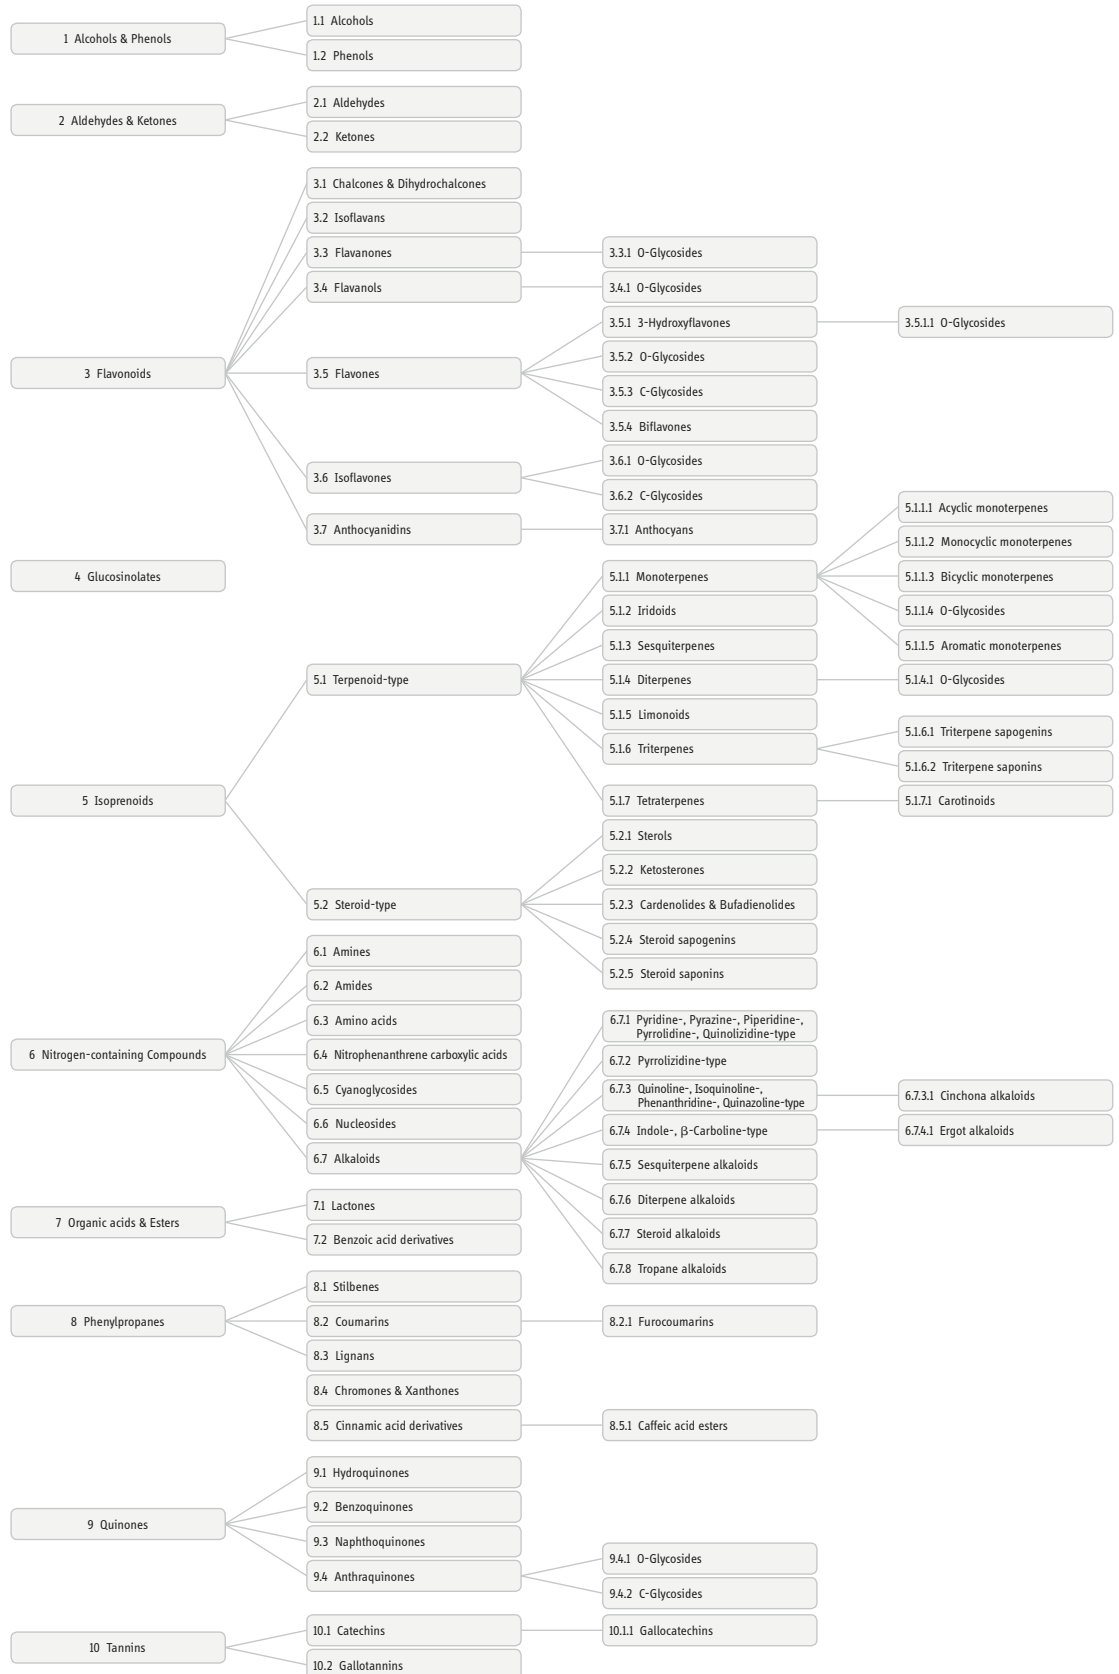 1 Alcohols & Phenols
1.1 Alcohols
1.2 Phenols
2 Aldehydes & Ketones
2.1 Aldehydes
2.2 Ketones
3 Flavonoids
3.1 Chalcones & Dihydrochalcones
3.2 Isoflavans
3.3 Flavanones
3.3.1 O-Glycosides
3.4 Flavanols
3.4.1 O-Glycosides
3.5 Flavones
3.5.1 3-Hydroxyflavones
3.5.1.1 O-Glycosides
3.5.2 O-Glycosides
3.5.3 C-Glycosides
3.5.4 Biflavones
3.6 Isoflavones
3.6.1 O-Glycosides
3.6.2 C-Glycosides
3.7 Anthocyanidins
3.7.1 Anthocyans
4 Glucosinolates
5 Isoprenoids
5.1 Terpenoid-type
5.1.1 Monoterpenes
5.1.1.1 Acyclic monoterpenes
5.1.1.2 Monocyclic monoterpenes
5.1.1.3 Bicyclic monoterpenes
5.1.1.4 O-Glycosides
5.1.1.5 Aromatic monoterpenes
5.1.2 Iridoids
5.1.3 Sesquiterpenes
5.1.4 Diterpenes
5.1.4.1 O-Glycosides
5.1.5 Limonoids
5.1.6 Triterpenes
5.1.6.1 Triterpene sapogenins
5.1.6.2 Triterpene saponins
5.1.7 Tetraterpenes
5.1.7.1 Carotinoids
5.2 Steroid-type
5.2.1 Sterols
5.2.2 Ketosterones
5.2.3 Cardenolides & Bufadienolides
5.2.4 Steroid sapogenins
5.2.5 Steroid saponins
6 Nitrogen-containing Compounds
6.1 Amines
6.2 Amides
6.3 Amino acids
6.4 Nitrophenanthrene carboxylic acids
6.5 Cyanoglycosides
6.6 Nucleosides
6.7 Alkaloids
6.7.1 Pyridine-, Pyrazine-, Piperidine-,
Pyrrolidine-, Quinolizidine-type
6.7.2 Pyrrolizidine-type
6.7.3 Quinoline-, Isoquinoline-,
Phenanthridine-, Quinazoline-type
6.7.3.1 Cinchona alkaloids
6.7.4 Indole-, β-Carboline-type
6.7.4.1 Ergot alkaloids
6.7.5 Sesquiterpene alkaloids
6.7.6 Diterpene alkaloids
6.7.7 Steroid alkaloids
6.7.8 Tropane alkaloids
7 Organic acids & Esters
7.1 Lactones
7.2 Benzoic acid derivatives
8 Phenylpropanes
8.1 Stilbenes
8.2 Coumarins
8.2.1 Furocoumarins
8.3 Lignans
8.4 Chromones & Xanthones
8.5 Cinnamic acid derivatives
8.5.1 Caffeic acid esters
9 Quinones
9.1 Hydroquinones
9.2 Benzoquinones
9.3 Naphthoquinones
9.4 Anthraquinones
9.4.1 O-Glycosides
9.4.2 C-Glycosides
10 Tannins
10.1 Catechins
10.1.1 Gallocatechins
10.2 Gallotannins